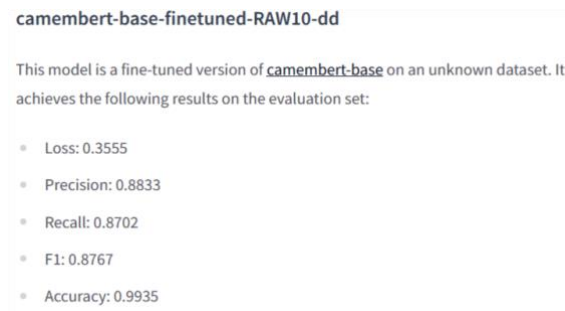 camembert-base-finetuned-RAW10-dd
This model is a fine-tuned version of camembert-base on an unknown dataset. It
achieves the following results on the evaluation set:
Loss: 0.3555
Precision: 0.8833
Recall: 0.8702
F1: 0.8767
Accuracy: 0.9935